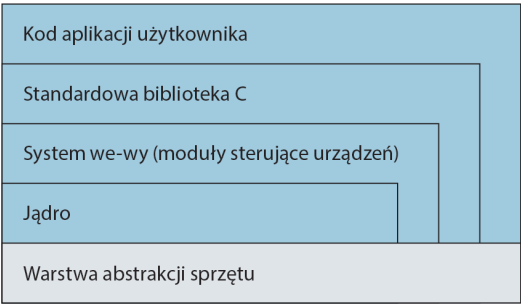 Kod aplikacji użytkownika
Standardowa biblioteka C
System we-wy (moduły sterujące urządzeń)
Jądro
Warstwa abstrakcji sprzętu